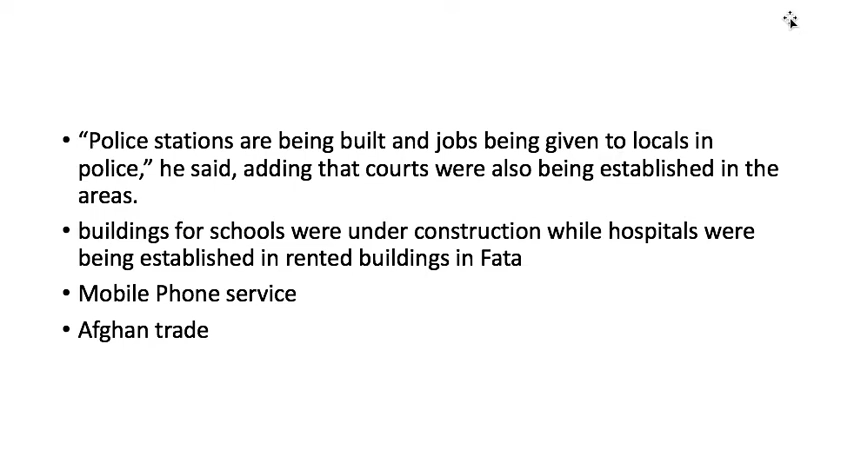 • “Police stations are being built and jobs being given to locals in
police,” he said, adding that courts were also being established in the
areas.
• buildings for schools were under construction while hospitals were
being established in rented buildings in Fata
• Mobile Phone service
• Afghan trade